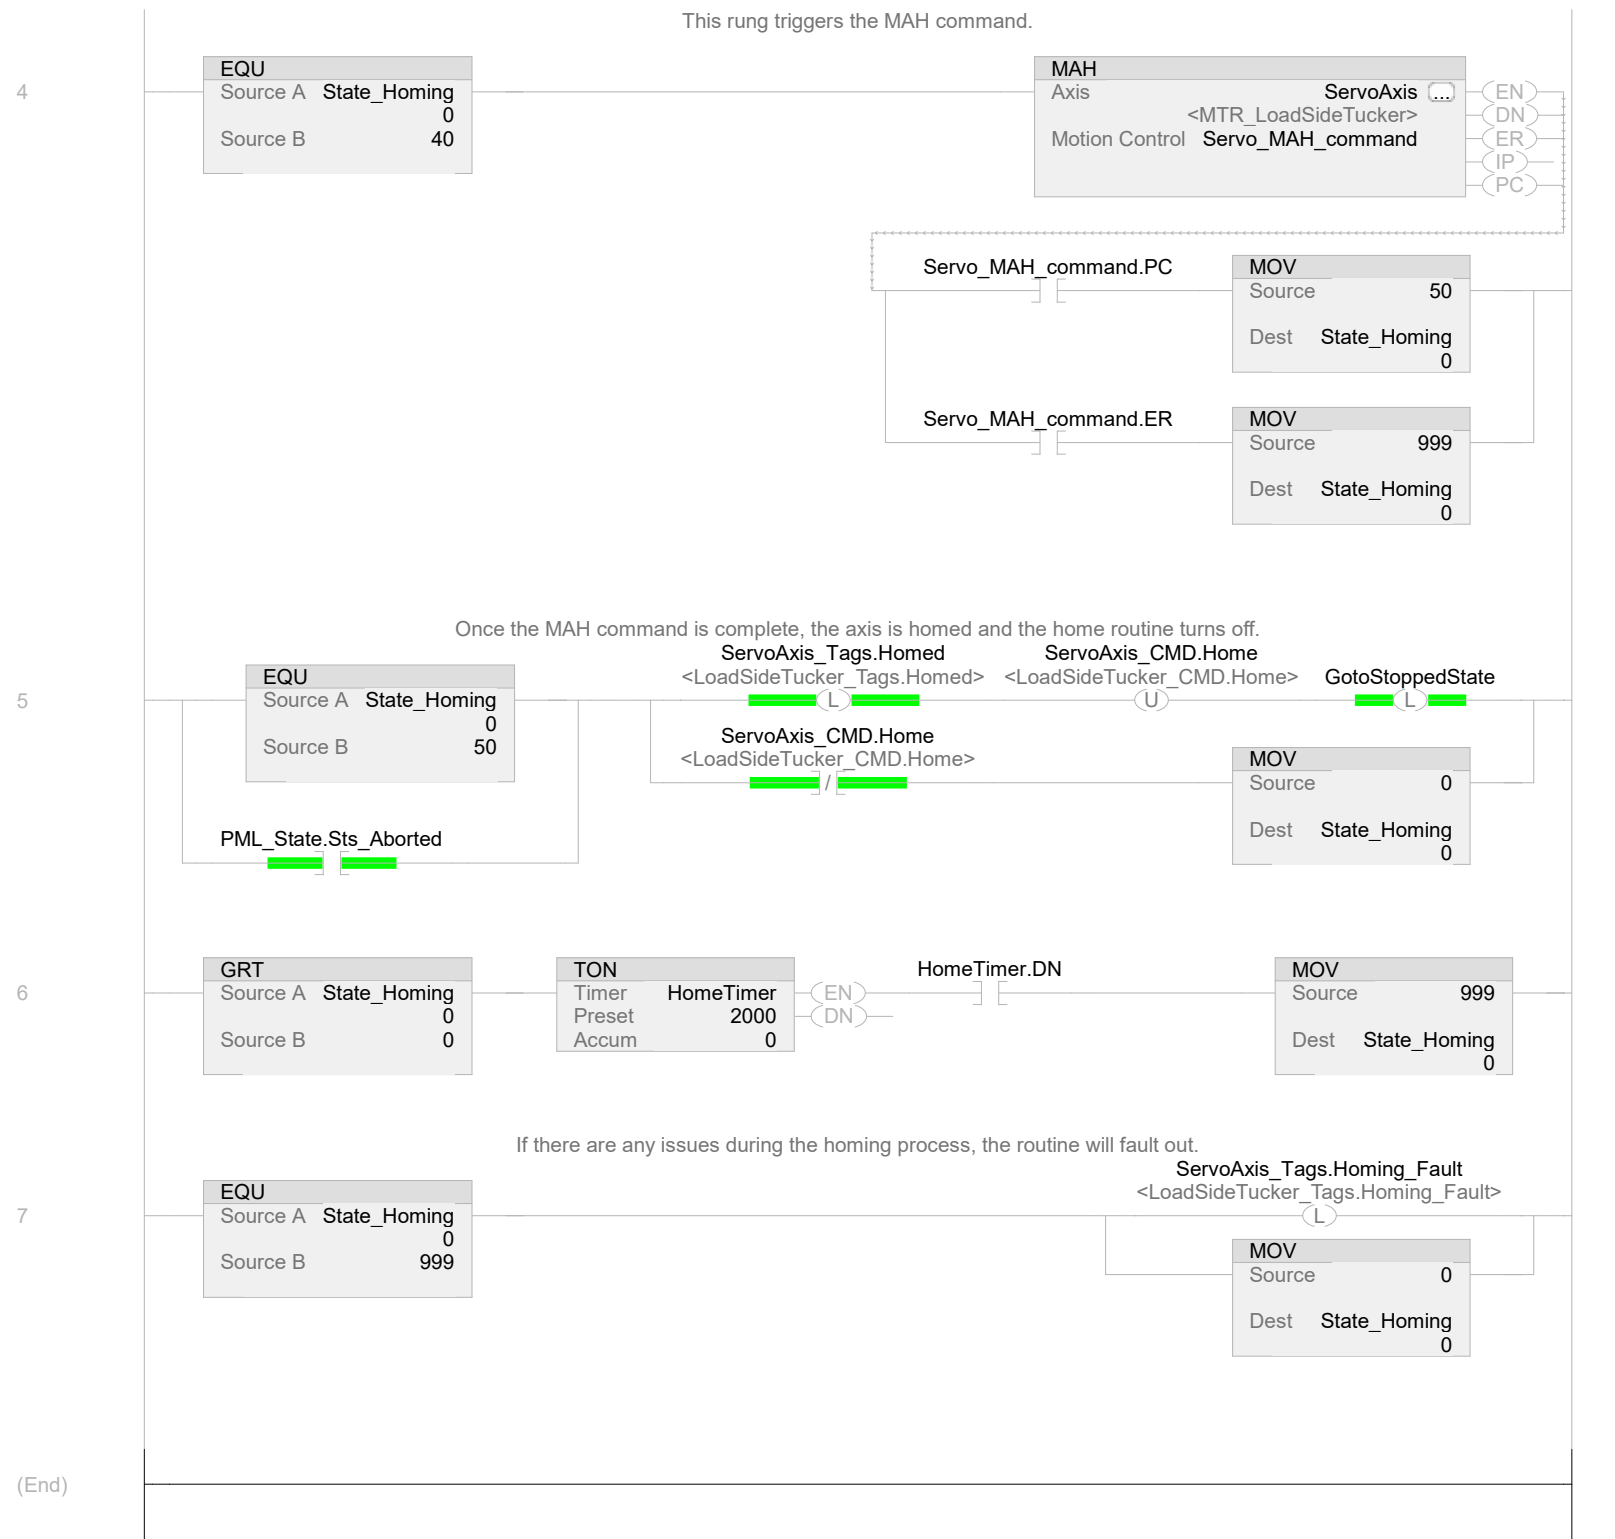 This rung triggers the MAH command.
4
EQU
Source A State_Homing
0
Source B 40
MAH
Axis ServoAxis ...
<MTR_LoadSideTucker>
Motion Control Servo_MAH_command
EN
DN
ER
IP
PC
Servo_MAH_command.PC
MOV
Source 50
Dest State_Homing
0
Servo_MAH_command.ER
MOV
Source 999
Dest State_Homing
0
Once the MAH command is complete, the axis is homed and the home routine turns off.
5
EQU
Source A State_Homing
0
Source B 50
PML_State.Sts_Aborted
ServoAxis_Tags.Homed
<LoadSideTucker_Tags.Homed>
L
ServoAxis_CMD.Home
<LoadSideTucker_CMD.Home>
U
GotoStoppedState
L
ServoAxis_CMD.Home
<LoadSideTucker_CMD.Home>
/
MOV
Source 0
Dest State_Homing
0
6
GRT
Source A State_Homing
0
Source B 0
TON
Timer HomeTimer
Preset 2000
Accum 0
EN
DN
HomeTimer.DN
MOV
Source 999
Dest State_Homing
0
If there are any issues during the homing process, the routine will fault out.
7
EQU
Source A State_Homing
0
Source B 999
ServoAxis_Tags.Homing_Fault
<LoadSideTucker_Tags.Homing_Fault>
L
MOV
Source 0
Dest State_Homing
0
(End)